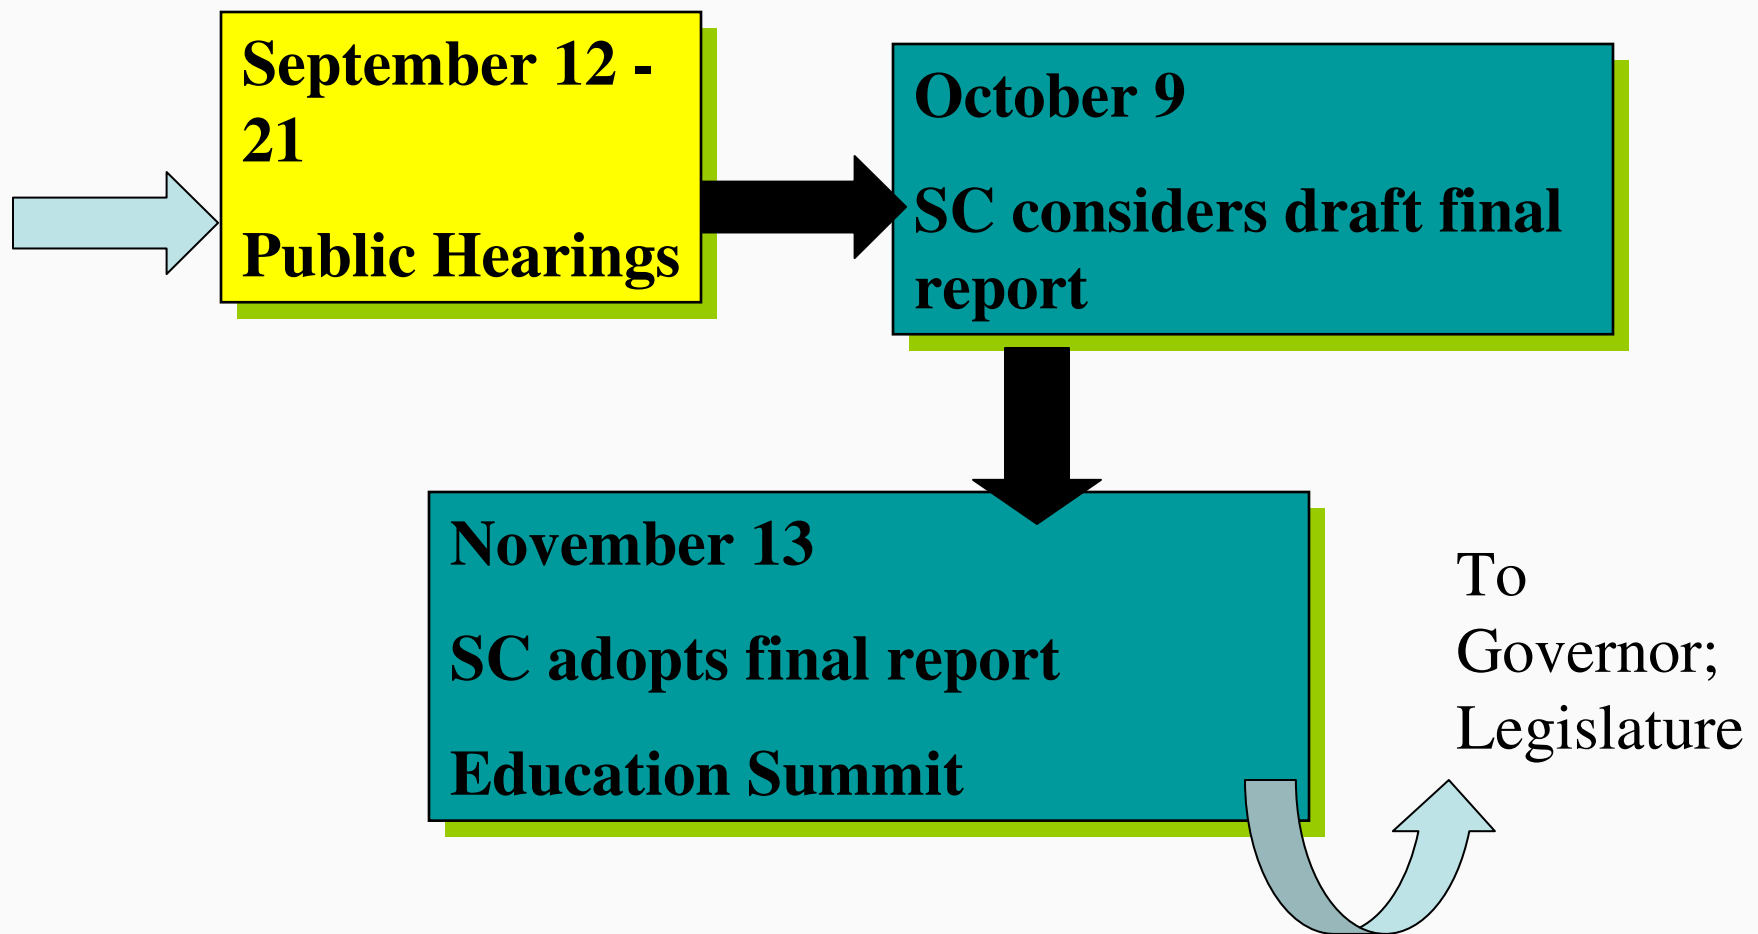 September 12 -
21
Public Hearings
October 9
SC considers draft final
report
November 13
SC adopts final report
Education Summit
To
Governor;
Legislature